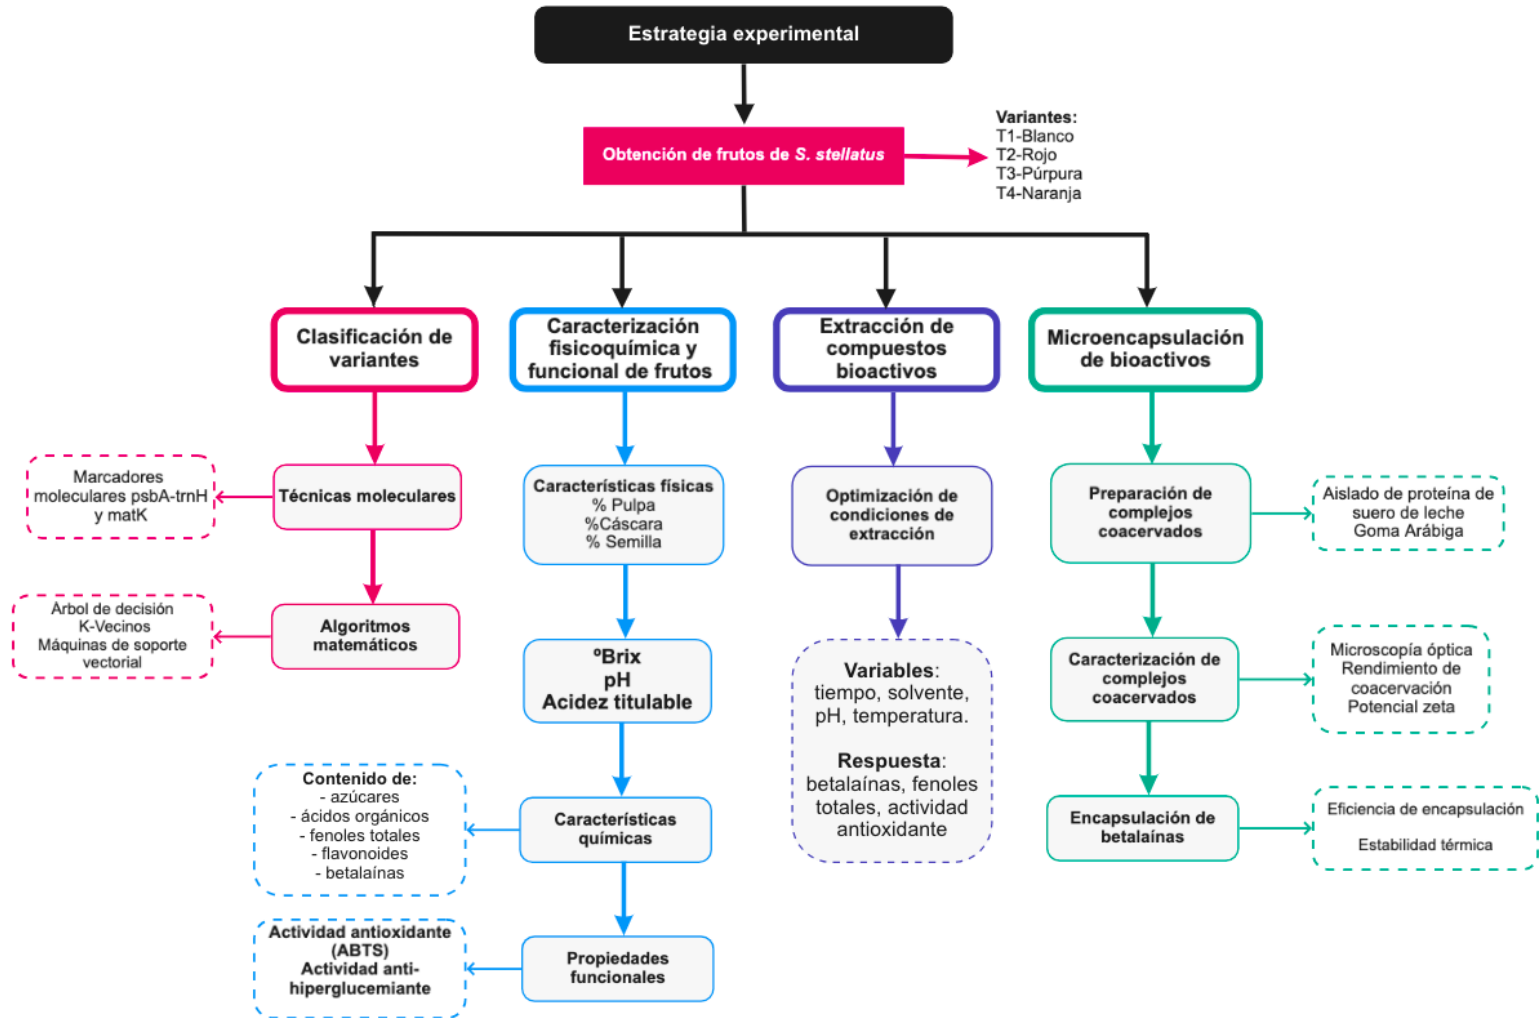 Estrategia experimental
Obtención de frutos de S. stellatus
Variantes:
T1-Blanco
T2-Rojo
T3-Púrpura
T4-Naranja
Clasificación de
variantes
Técnicas moleculares
Marcadores
moleculares psbA-trnH
y matK
Algoritmos
matemáticos
Arbol de decisión
K-Vecinos
Máquinas de soporte
vectorial
Caracterización
fisicoquímica y
funcional de frutos
Características físicas
% Pulpa
%Cáscara
% Semilla
ºBrix
pH
Acidez titulable
Características
químicas
Contenido de:
- azúcares
- ácidos orgánicos
- fenoles totales
- flavonoides
- betalaínas
Propiedades
funcionales
Actividad antioxidante
(ABTS)
Actividad anti-
hiperglucemiante
Extracción de
compuestos
bioactivos
Optimización de
condiciones de
extracción
Variables:
tiempo, solvente,
pH, temperatura.
Respuesta:
betalaínas, fenoles
totales, actividad
antioxidante
Microencapsulación
de bioactivos
Preparación de
complejos
coacervados
Aislado de proteína de
suero de leche
Goma Arábiga
Caracterización de
complejos
coacervados
Microscopía óptica
Rendimiento de
coacervación
Potencial zeta
Encapsulación de
betalaínas
Eficiencia de encapsulación
Estabilidad térmica